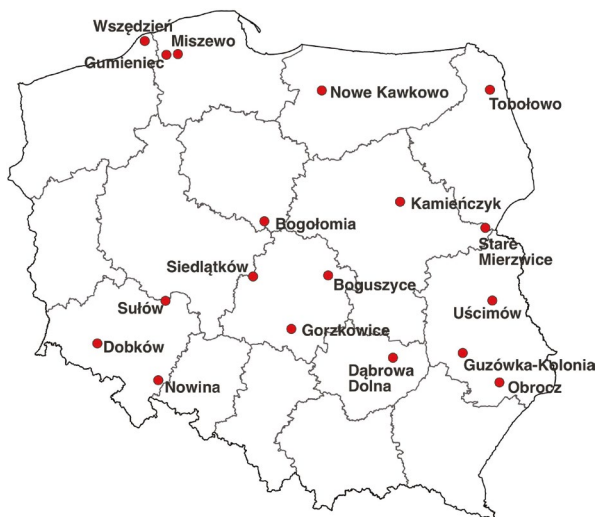 Wszędzień
Miszewo
Gumieniec
Nowe Kawkowo
Tobołowo
Kamieńczyk
Bogołomia
Stare
Mierzwice
Siedlątków
Boguszyce
Sułów
Uścimów
Gorzkowice
Dobków
Guzówka-Kolonia
Dąbrowa
Dolna
Nowina
Obrocz